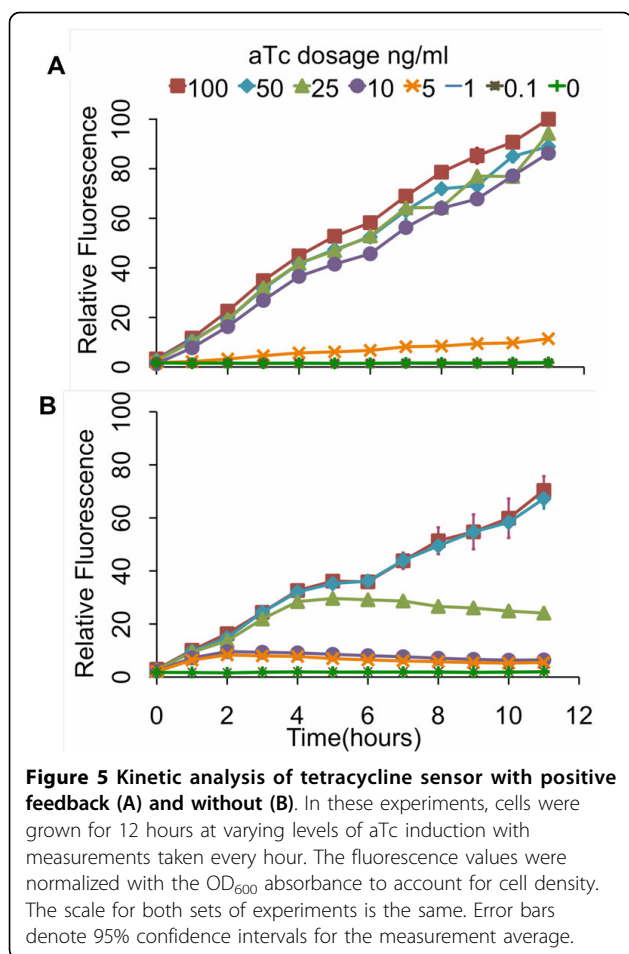 A
aTc dosage ng/ml
100 50 25 10 5 1 0.1 0
Relative Fluorescence
100
80
60
40
20
0
B
Relative Fluorescence
100
80
60
40
20
0
0 2 4 6 8 10 12
Time(hours)
Figure 5 Kinetic analysis of tetracycline sensor with positive
feedback (A) and without (B). In these experiments, cells were
grown for 12 hours at varying levels of aTc induction with
measurements taken every hour. The fluorescence values were
normalized with the OD600 absorbance to account for cell density.
The scale for both sets of experiments is the same. Error bars
denote 95% confidence intervals for the measurement average.